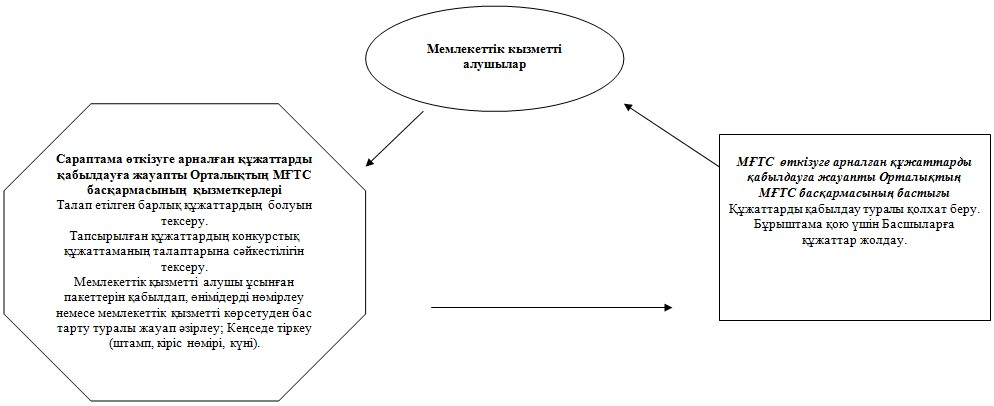 Мемлекеттік қызметті
алушылар
Сараптама өткізуге арналған құжаттарды
қабылдауға жауапты Орталықтың МҒТС
басқармасының қызметкерлері
Талап етілген барлық құжаттардың болуын
тексеру.
Тапсырылған құжаттардың конкурстық
құжаттаманың талаптарына сәйкестілігін
тексеру.
Мемлекеттік қызметті алушы ұсынған
пакеттерін қабылдап, өнімідерді нөмірлеу
немесе мемлекеттік қызметті көрсетуден бас
тарту туралы жауап әзірлеу; Кеңседе тіркеу
(штамп, кіріс нөмірі, күні).
МҒТС өткізуге арналған құжаттарды
қабылдауга жауапты Орталықтың
МҒТС басқармасының бастығы
Құжаттарды қабылдау туралы қолхат беру.
Бұрыштама қою үшін Басшыларға
құжаттар жолдау.